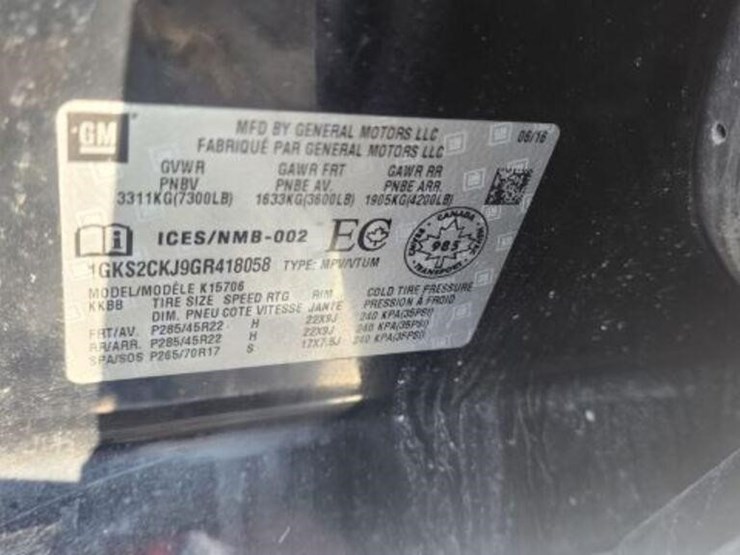 GM
MFD BY GENERAL MOTORS LLC 06/16
FABRIQUÉ PAR GENERAL MOTORS LLC
GVWR GAWR FRT GAWR RR
PNBV PNBE AV. PNBE ARR.
3311KG(7300LB) 1633KG(3600LB) 1905KG(4200LB)
i ICES/NMB-002 EC CANADA 985 TRANSPORT
1GKS2CKJ9GR418058 TYPE: MPV/VTUM
MODEL/MODÈLE K15706
KKBB TIRE SIZE SPEED RTG RIM COLD TIRE PRESSURE
DIM. PNEU COTE VITESSE JANTE PRESSION À FROID
FRT/AV. P285/45R22 H 22X9J 240 KPA(35PSI)
RR/ARR. P285/45R22 H 22X9J 240 KPA(35PSI)
SPA/SOS P265/70R17 S 17X7.5J 240 KPA(35PSI)